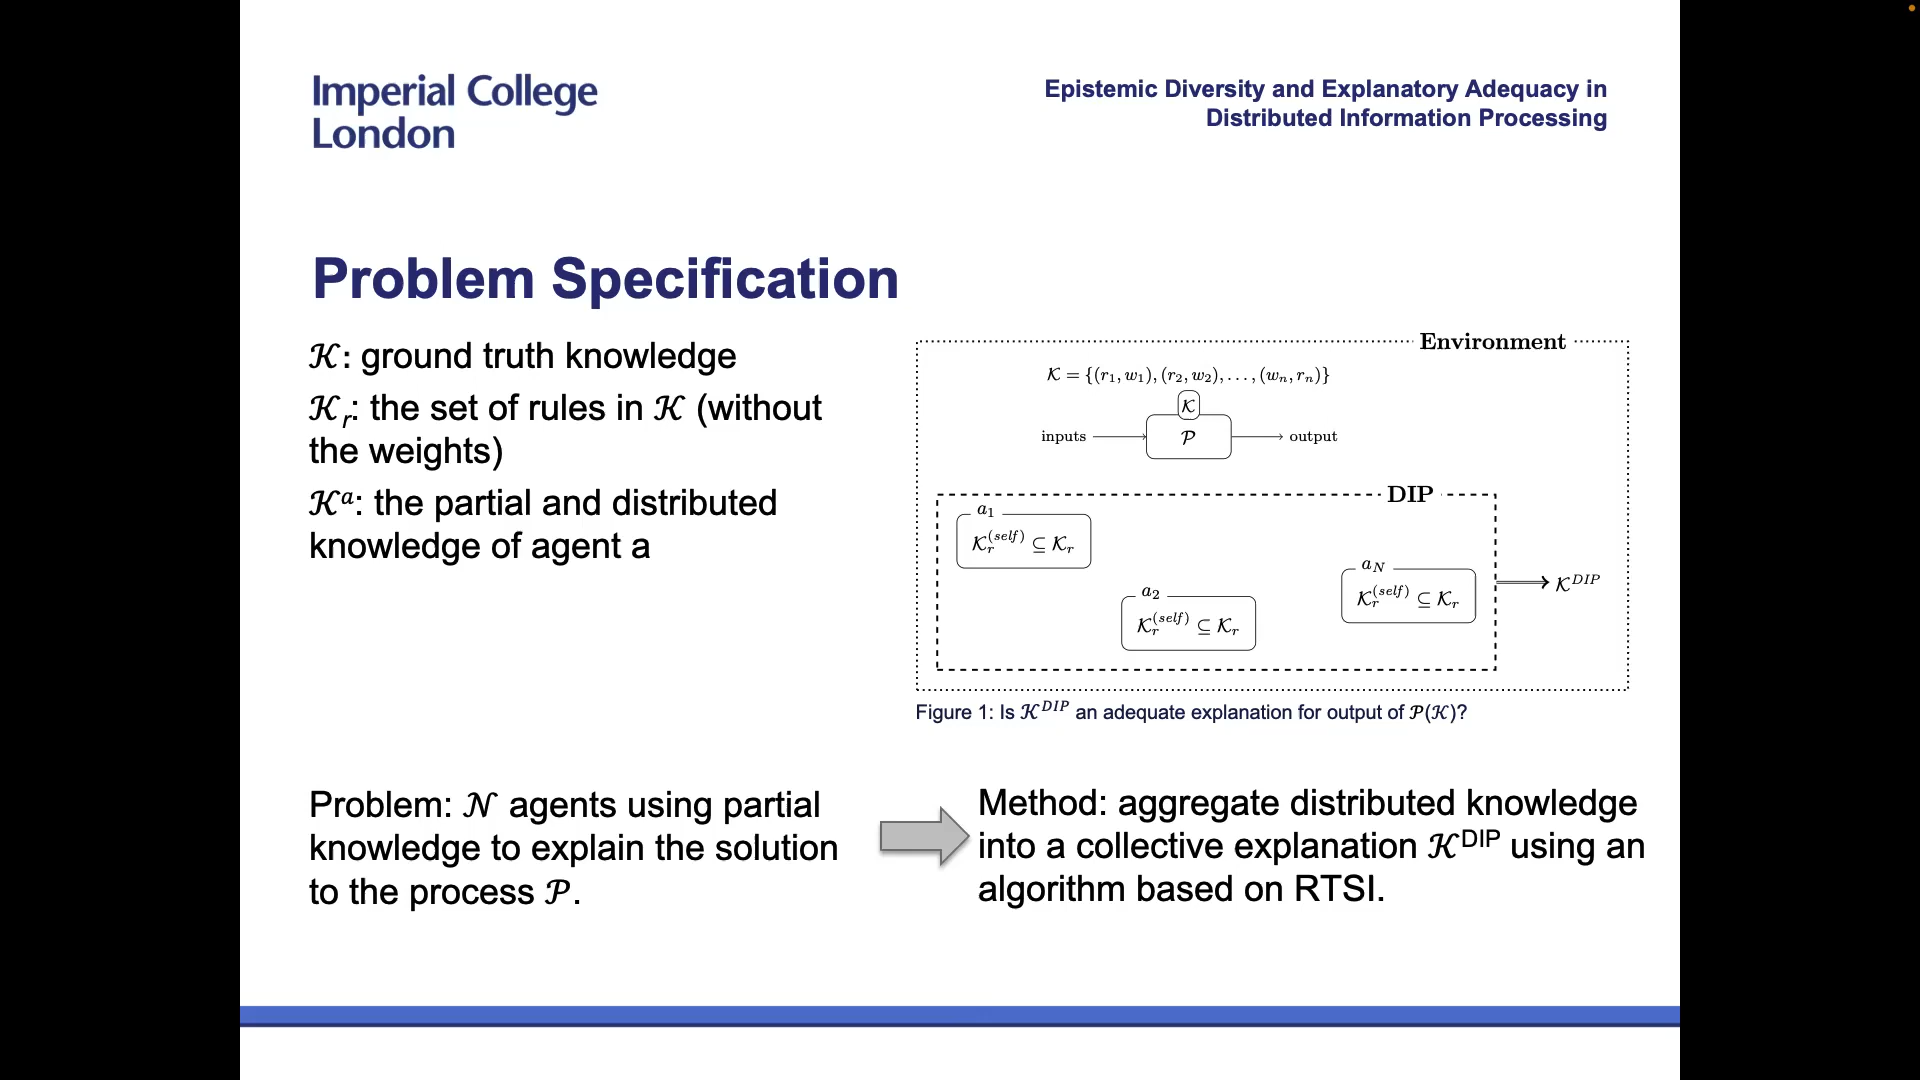 Imperial College
London
Epistemic Diversity and Explanatory Adequacy in
Distributed Information Processing
Problem Specification
𝒦: ground truth knowledge
𝒦r: the set of rules in 𝒦 (without
the weights)
𝒦ᵃ: the partial and distributed
knowledge of agent a
Environment
𝒦 = {(r₁, w₁), (r₂, w₂), . . . , (wₙ, rₙ)}
𝒦
inputs 𝒫 output
DIP
a₁
𝒦r^(self) ⊆ 𝒦r
a₂
𝒦r^(self) ⊆ 𝒦r
a_N
𝒦r^(self) ⊆ 𝒦r
𝒦^DIP
Figure 1: Is 𝒦^DIP an adequate explanation for output of 𝒫(𝒦)?
Problem: 𝒩 agents using partial
knowledge to explain the solution
to the process 𝒫.
Method: aggregate distributed knowledge
into a collective explanation 𝒦^DIP using an
algorithm based on RTSI.